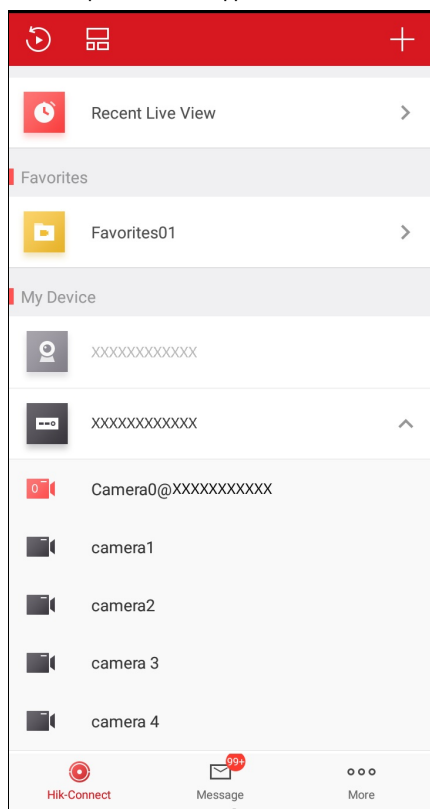 Recent Live View
Favorites
Favorites01
My Device
XXXXXXXXXXXX
XXXXXXXXXXXX
0
Camera0@XXXXXXXXXXX
camera1
camera2
camera 3
camera 4
99+
Hik-Connect
Message
More